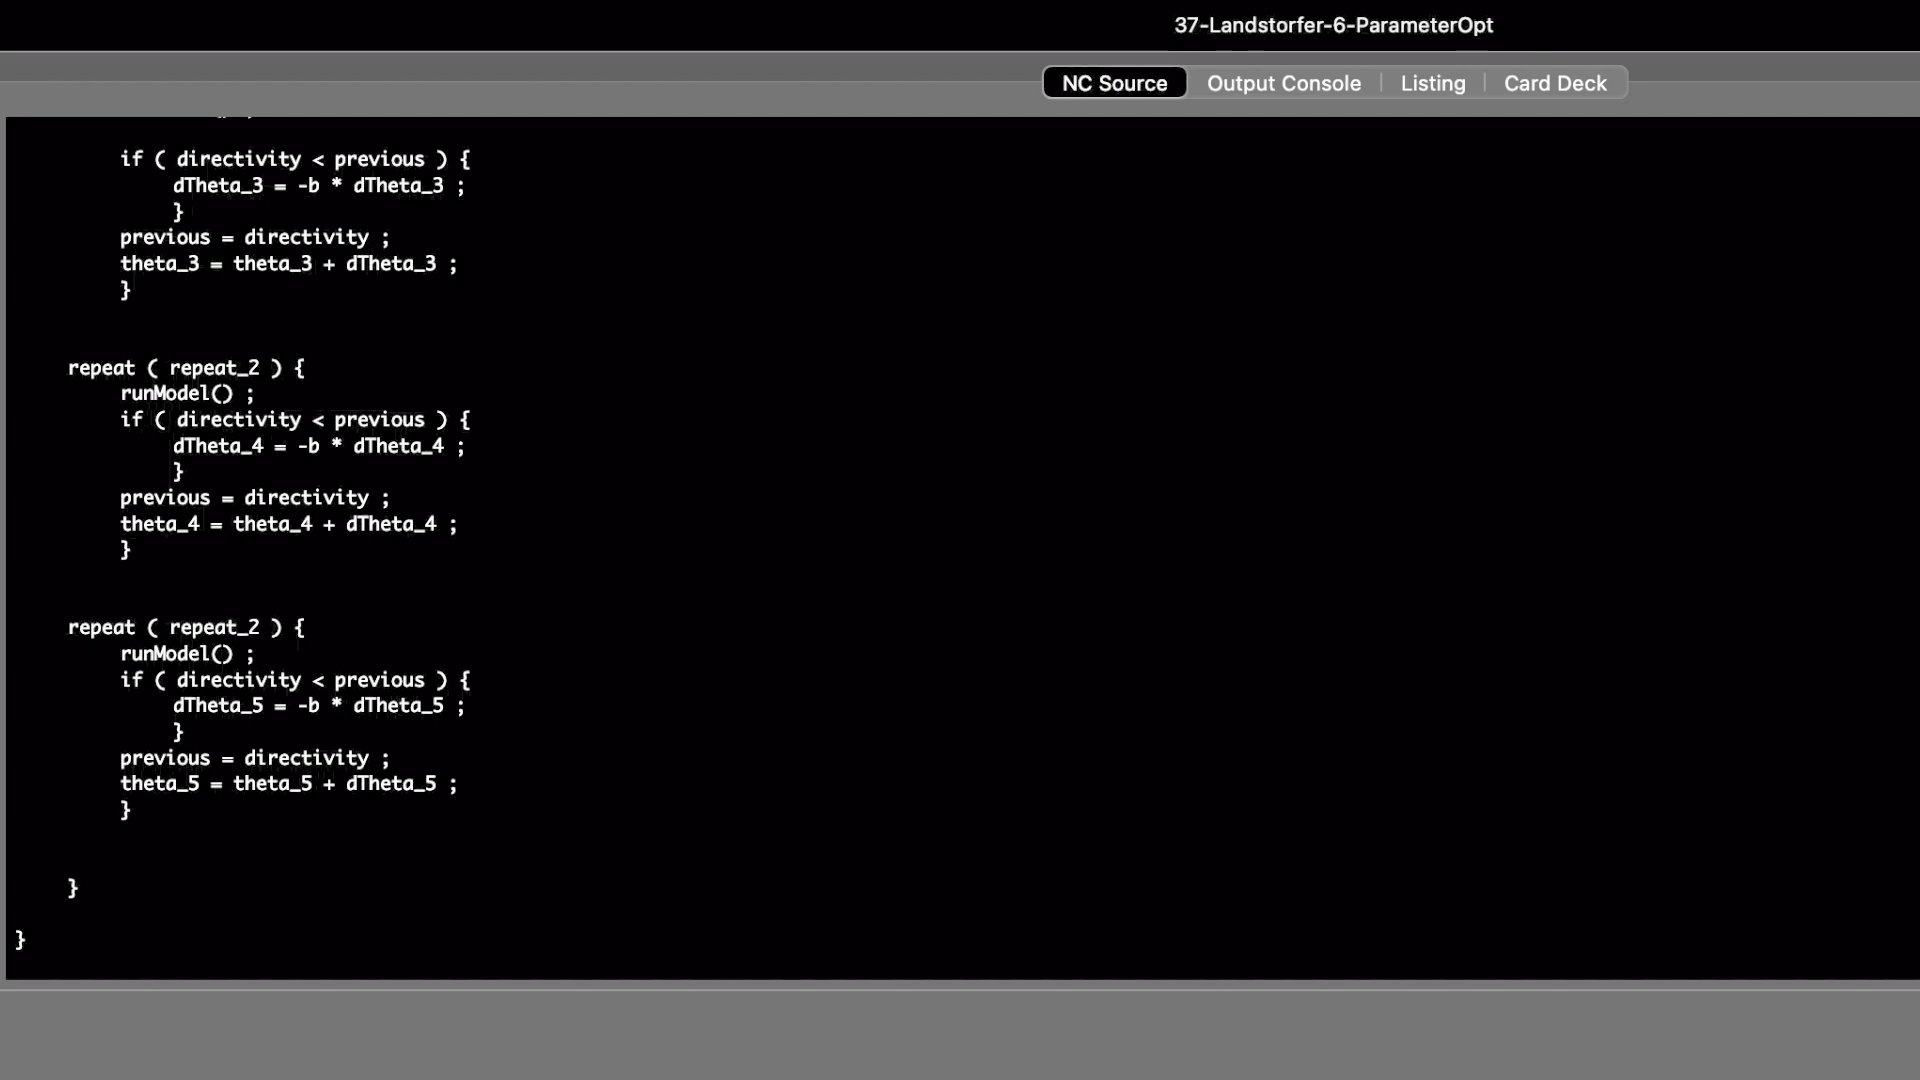 37-Landstorfer-6-ParameterOpt
NC Source
Output Console
Listing
Card Deck
if ( directivity < previous ) {
dTheta_3 = -b * dTheta_3 ;
}
previous = directivity ;
theta_3 = theta_3 + dTheta_3 ;
}
repeat ( repeat_2 ) {
runModel() ;
if ( directivity < previous ) {
dTheta_4 = -b * dTheta_4 ;
}
previous = directivity ;
theta_4 = theta_4 + dTheta_4 ;
}
repeat ( repeat_2 ) {
runModel() ;
if ( directivity < previous ) {
dTheta_5 = -b * dTheta_5 ;
}
previous = directivity ;
theta_5 = theta_5 + dTheta_5 ;
}
}
}